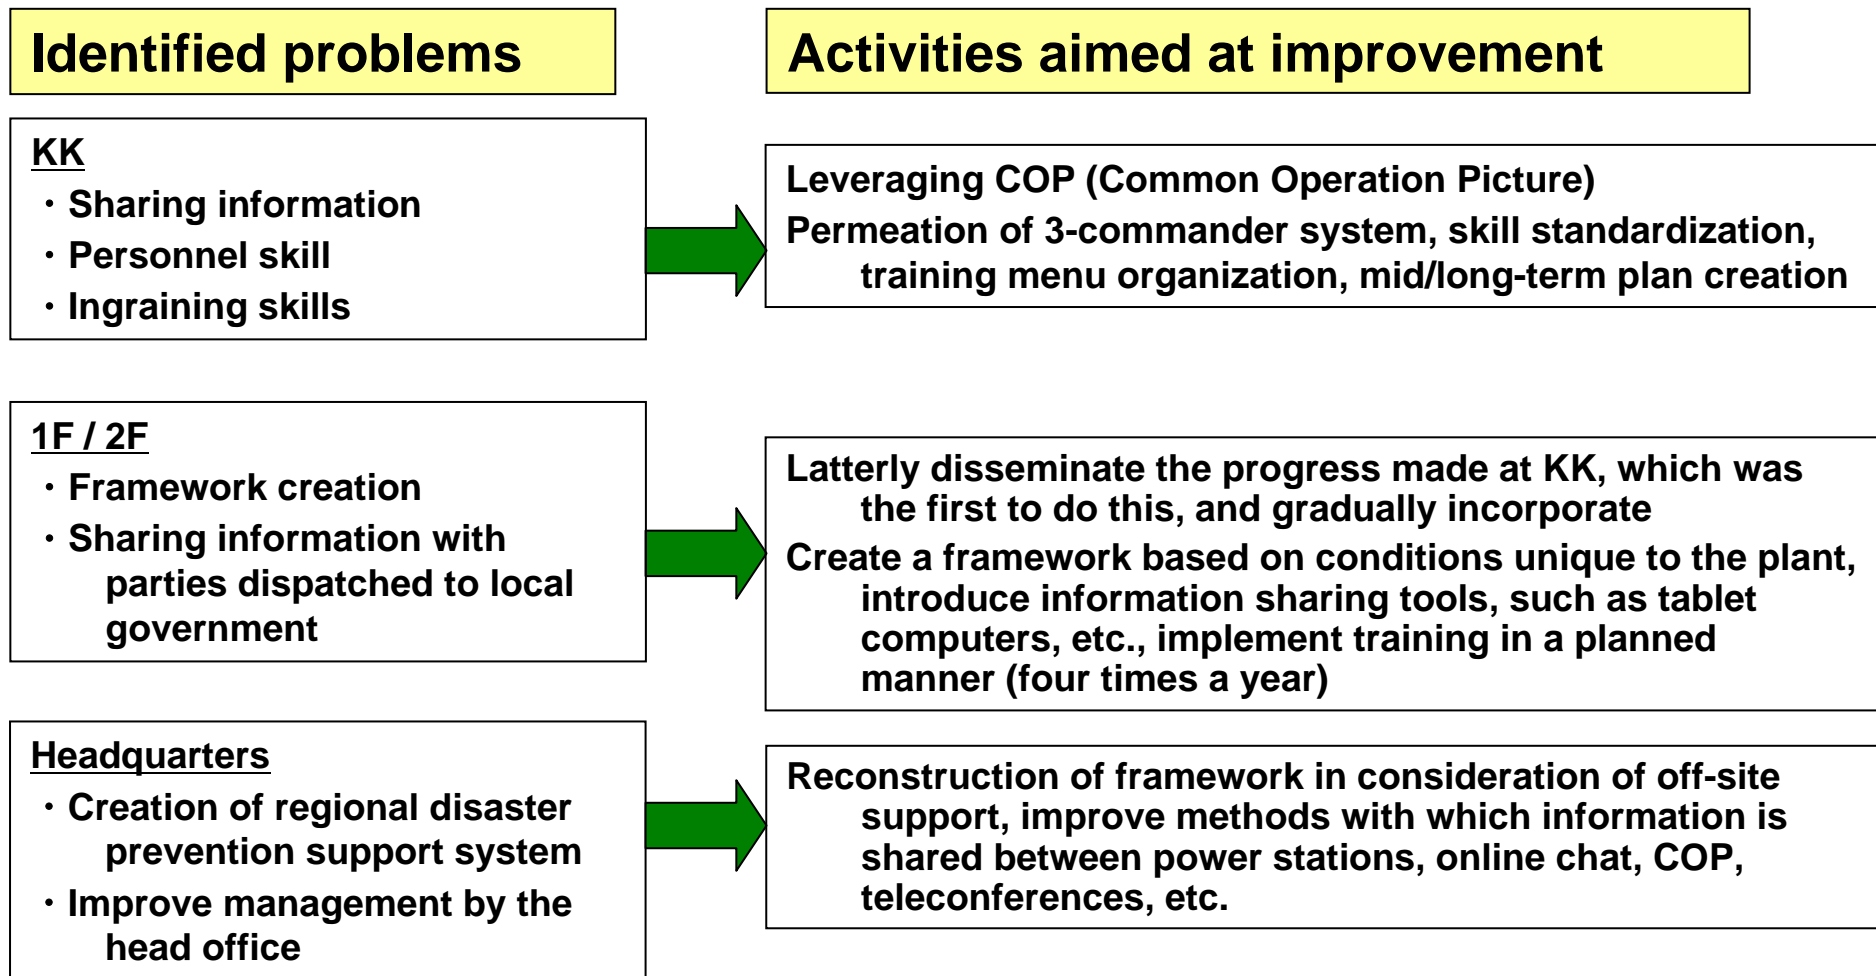 Identified problems
Activities aimed at improvement
KK
・Sharing information
・Personnel skill
・Ingraining skills
Leveraging COP (Common Operation Picture)
Permeation of 3-commander system, skill standardization,
training menu organization, mid/long-term plan creation
1F / 2F
・Framework creation
・Sharing information with
parties dispatched to local
government
Latterly disseminate the progress made at KK, which was
the first to do this, and gradually incorporate
Create a framework based on conditions unique to the plant,
introduce information sharing tools, such as tablet
computers, etc., implement training in a planned
manner (four times a year)
Headquarters
・Creation of regional disaster
prevention support system
・Improve management by the
head office
Reconstruction of framework in consideration of off-site
support, improve methods with which information is
shared between power stations, online chat, COP,
teleconferences, etc.